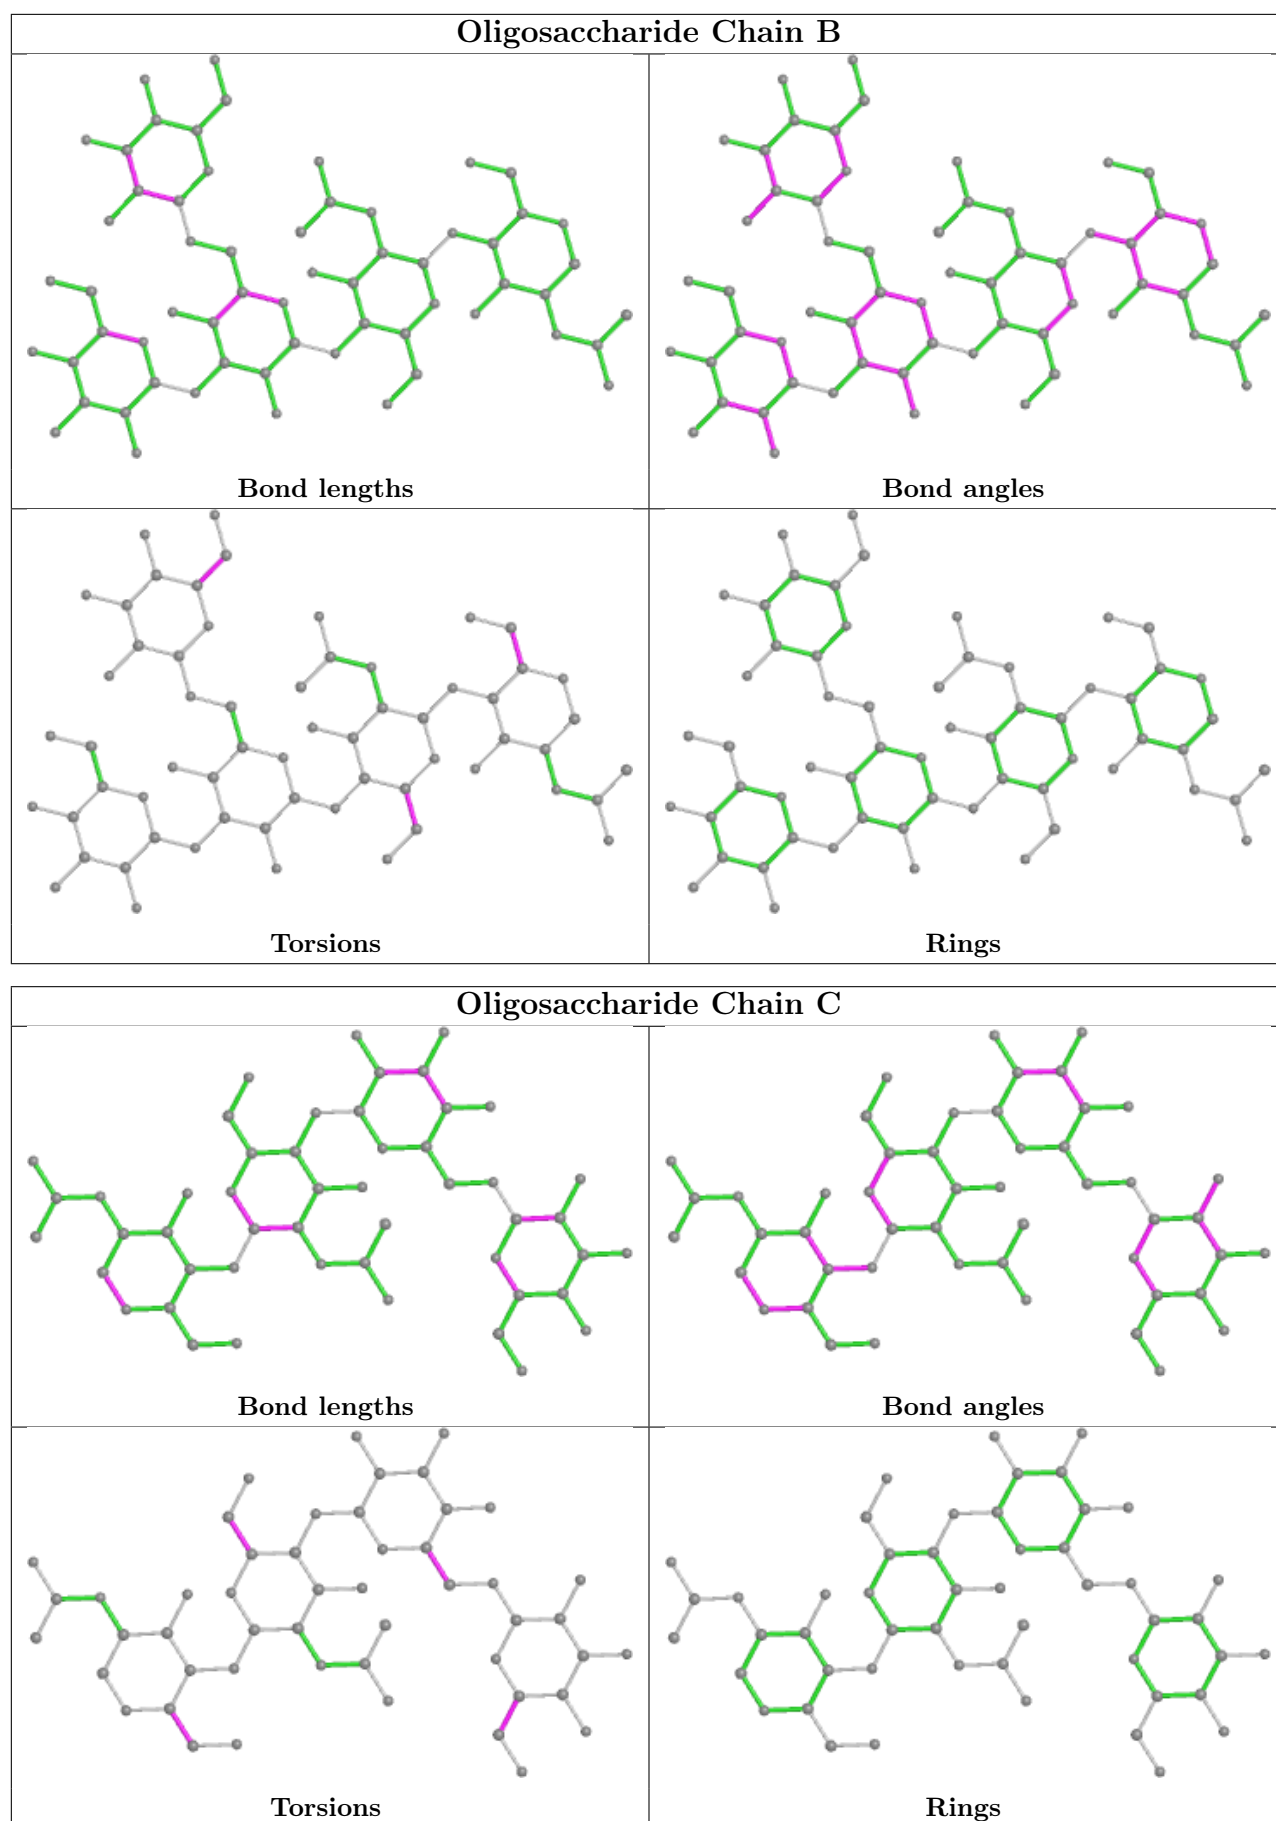 Oligosaccharide Chain B
Bond lengths
Bond angles
Torsions
Rings
Oligosaccharide Chain C
Bond lengths
Bond angles
Torsions
Rings